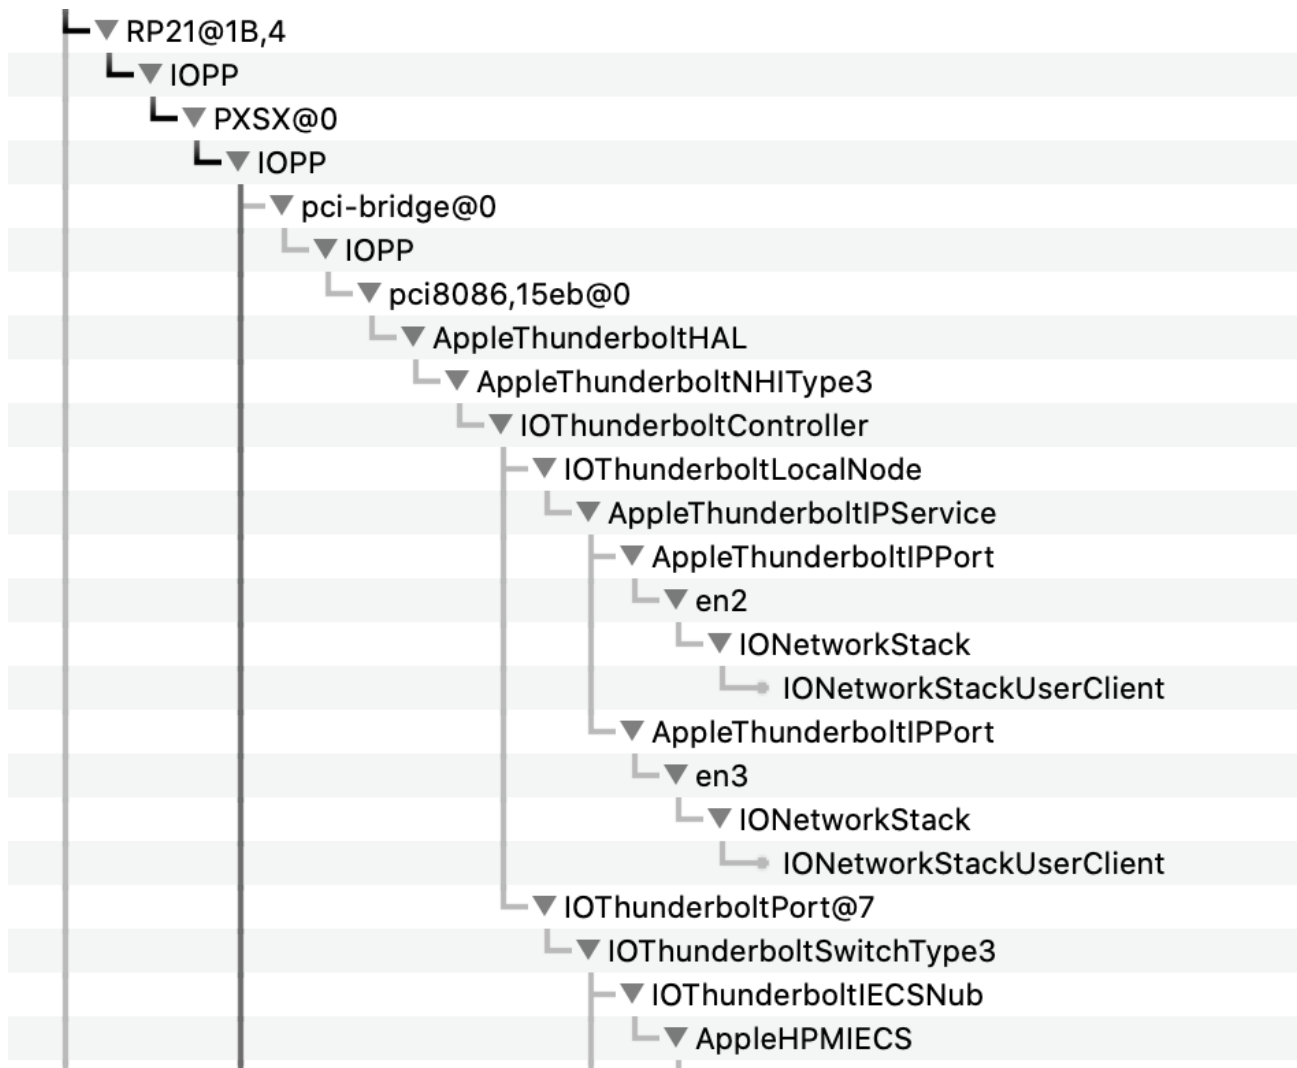 RP21@1B,4
IOPP
PXSX@0
IOPP
pci-bridge@0
IOPP
pci8086,15eb@0
AppleThunderboltHAL
AppleThunderboltNHIType3
IOThunderboltController
IOThunderboltLocalNode
AppleThunderboltIPService
AppleThunderboltIPPort
en2
IONetworkStack
IONetworkStackUserClient
AppleThunderboltIPPort
en3
IONetworkStack
IONetworkStackUserClient
IOThunderboltPort@7
IOThunderboltSwitchType3
IOThunderboltIECSNub
AppleHPMIECS